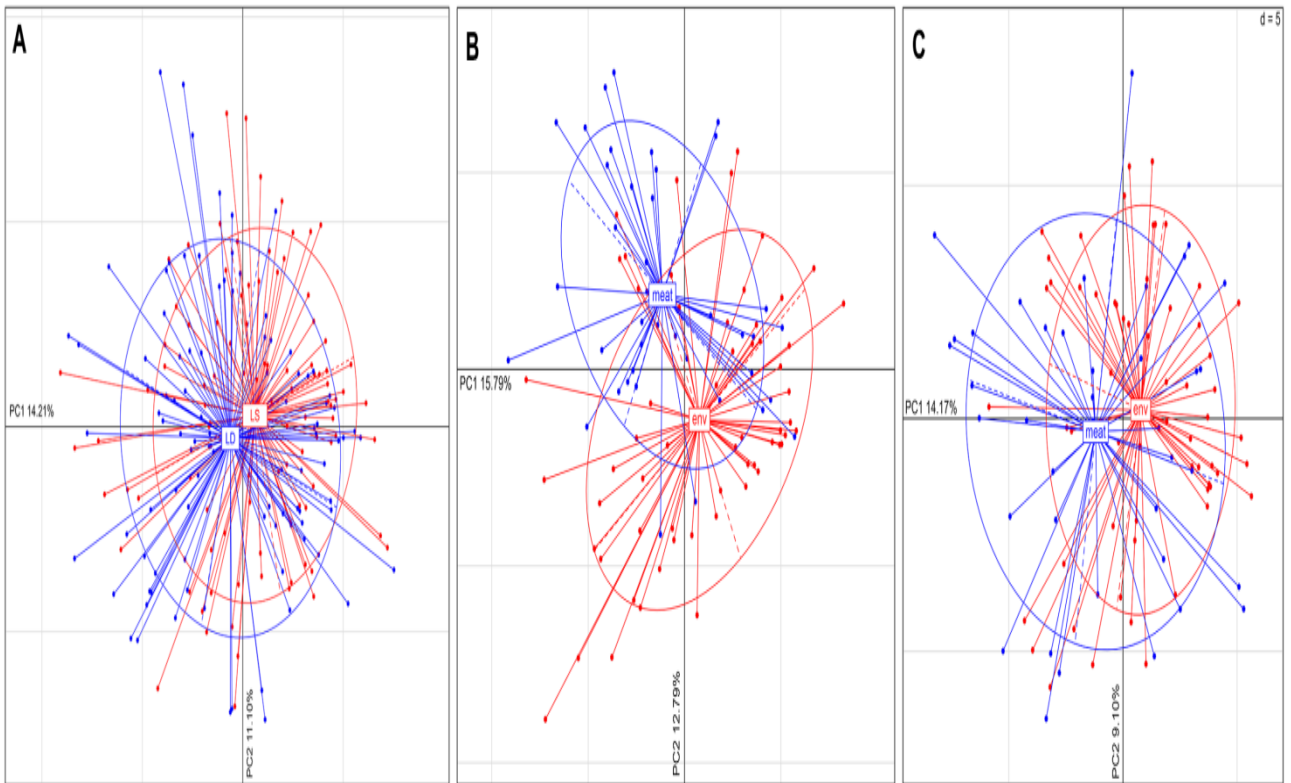 A
PC1 14.21%
LS
LD
PC2 11.10%
B
meat
PC1 15.79%
env
PC2 12.79%
C
d = 5
PC1 14.17%
env
meat
PC2 9.10%